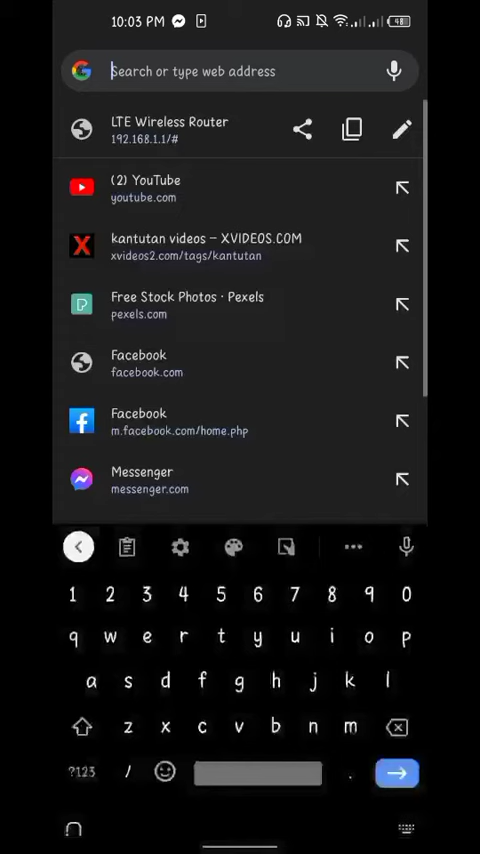 10:03 PM 48
Search or type web address
LTE Wireless Router
192.168.1.1/#
(2) YouTube
youtube.com
kantutan videos – XVIDEOS.COM
xvideos2.com/tags/kantutan
Free Stock Photos · Pexels
pexels.com
Facebook
facebook.com
Facebook
m.facebook.com/home.php
Messenger
messenger.com
1 2 3 4 5 6 7 8 9 0
q w e r t y u i o p
a s d f g h j k l
z x c v b n m
?123 / .